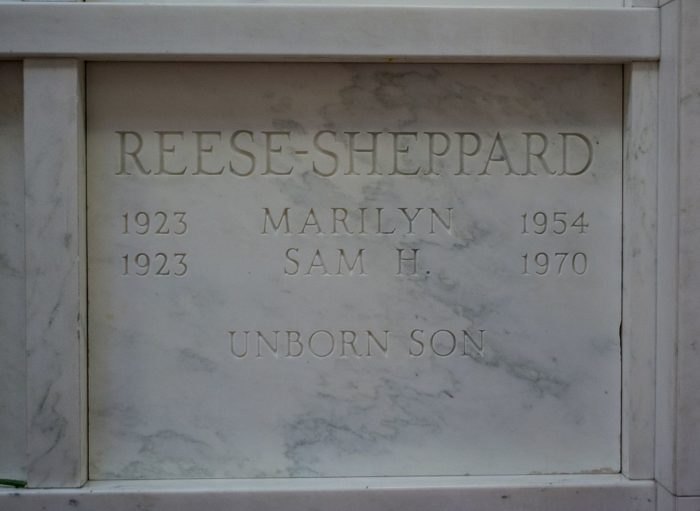 REESE-SHEPPARD
1923 MARILYN 1954
1923 SAM H. 1970
UNBORN SON